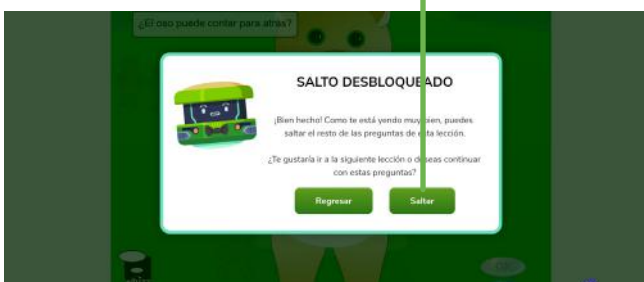 ¿El oso puede contar para atrás?
SALTO DESBLOQUEADO
¡Bien hecho! Como te está yendo muy bien, puedes
saltar el resto de las preguntas de esta lección.
¿Te gustaría ir a la siguiente lección o deseas continuar
con estas preguntas?
Regresar Saltar